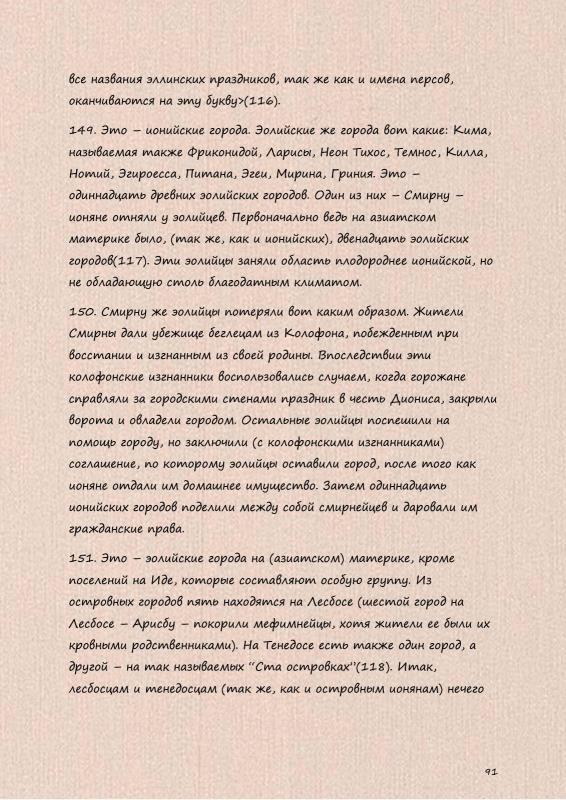 все названия эллинских праздников, так же как и имена персов,
оканчиваются на эту букву>(116).
149. Это – ионийские города. Эолийские же города вот какие: Кима,
называемая также Фриконидой, Ларисы, Неон Тихос, Темнос, Килла,
Нотий, Эгироесса, Питана, Эгеи, Мирина, Гриния. Это –
одиннадцать древних эолийских городов. Один из них – Смирну –
ионяне отняли у эолийцев. Первоначально ведь на азиатском
материке было, (так же, как и ионийских), двенадцать эолийских
городов(117). Эти эолийцы заняли область плодороднее ионийской, но
не обладающую столь благодатным климатом.
150. Смирну же эолийцы потеряли вот каким образом. Жители
Смирны дали убежище беглецам из Колофона, побежденным при
восстании и изгнанным из своей родины. Впоследствии эти
колофонские изгнанники воспользовались случаем, когда горожане
справляли за городскими стенами праздник в честь Диониса, закрыли
ворота и овладели городом. Остальные эолийцы поспешили на
помощь городу, но заключили (с колофонскими изгнанниками)
соглашение, по которому эолийцы оставили город, после того как
ионяне отдали им домашнее имущество. Затем одиннадцать
ионийских городов поделили между собой смирнейцев и даровали им
гражданские права.
151. Это – эолийские города на (азиатском) материке, кроме
поселений на Иде, которые составляют особую группу. Из
островных городов пять находятся на Лесбосе (шестой город на
Лесбосе – Арисбу – покорили мефимнейцы, хотя жители ее были их
кровными родственниками). На Тенедосе есть также один город, а
другой – на так называемых “Ста островках”(118). Итак,
лесбосцам и тенедосцам (так же, как и островным ионянам) нечего
91